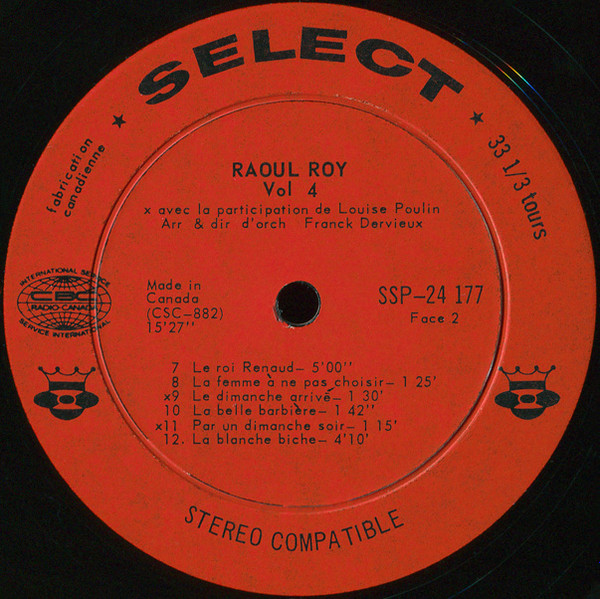 ★ SELECT ★
fabrication
canadienne
33 1/3 tours
RAOUL ROY
Vol 4
x avec la participation de Louise Poulin
Arr & dir d'orch Franck Dervieux
INTERNATIONAL SERVICE
CBC
RADIO-CANADA
SERVICE INTERNATIONAL
Made in
Canada
(CSC-882)
15'27"
SSP-24 177
Face 2
7 Le roi Renaud- 5'00"
8 La femme à ne pas choisir- 1 25'
x9 Le dimanche arrivé- 1 30'
10 La belle barbière- 1 42"
x11 Par un dimanche soir- 1 15'
12. La blanche biche- 4'10'
STEREO COMPATIBLE